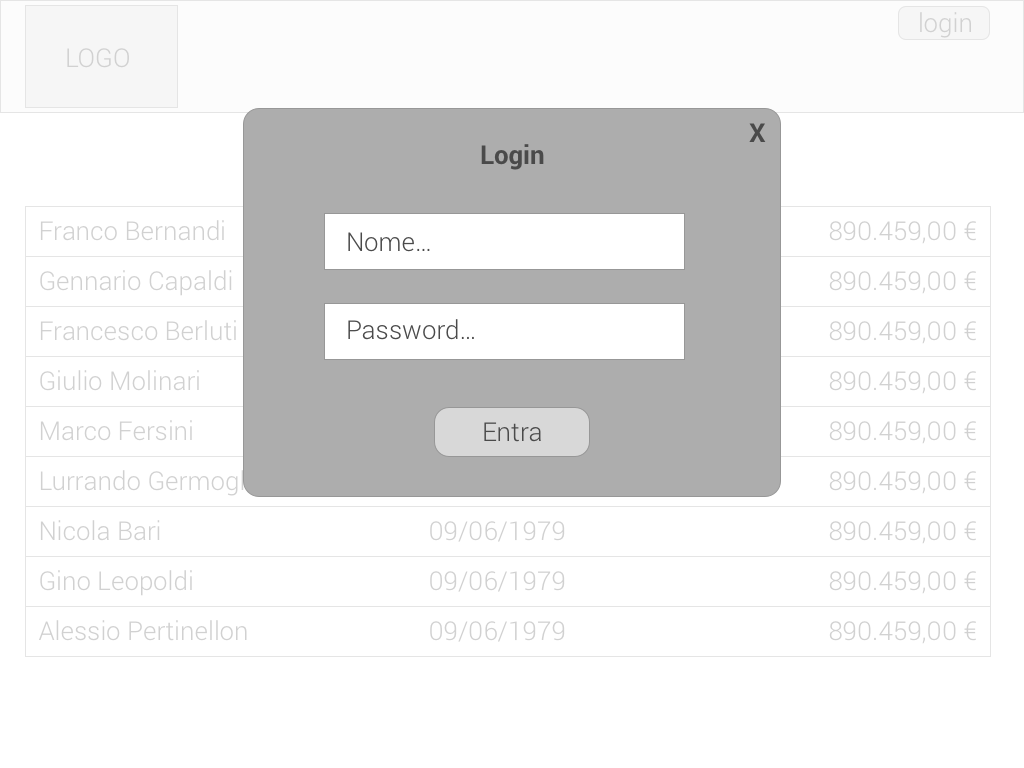 LOGO
login
X
Login
Nome...
Password...
Entra
Franco Bernandi 890.459,00 €
Gennario Capaldi 890.459,00 €
Francesco Berluti 890.459,00 €
Giulio Molinari 890.459,00 €
Marco Fersini 890.459,00 €
Lurrando 890.459,00 €
Nicola Bari 09/06/1979 890.459,00 €
Gino Leopoldi 09/06/1979 890.459,00 €
Alessio Pertinellon 09/06/1979 890.459,00 €